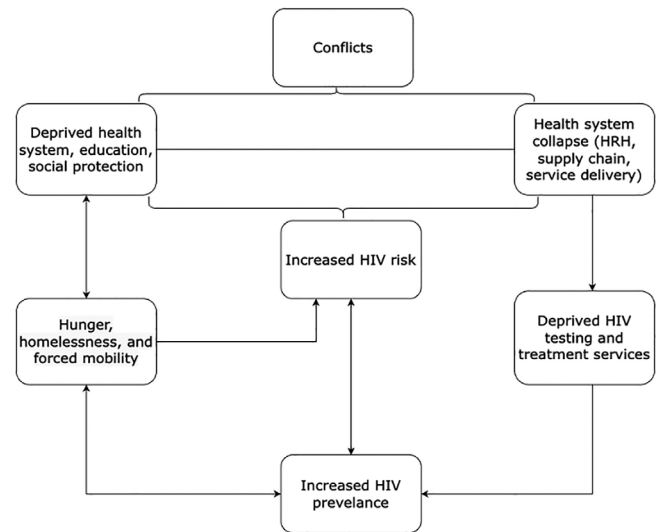 Conflicts
Deprived health
system, education,
social protection
Health system
collapse (HRH,
supply chain,
service delivery)
Increased HIV risk
Hunger,
homelessness, and
forced mobility
Deprived HIV
testing and
treatment services
Increased HIV
prevelance